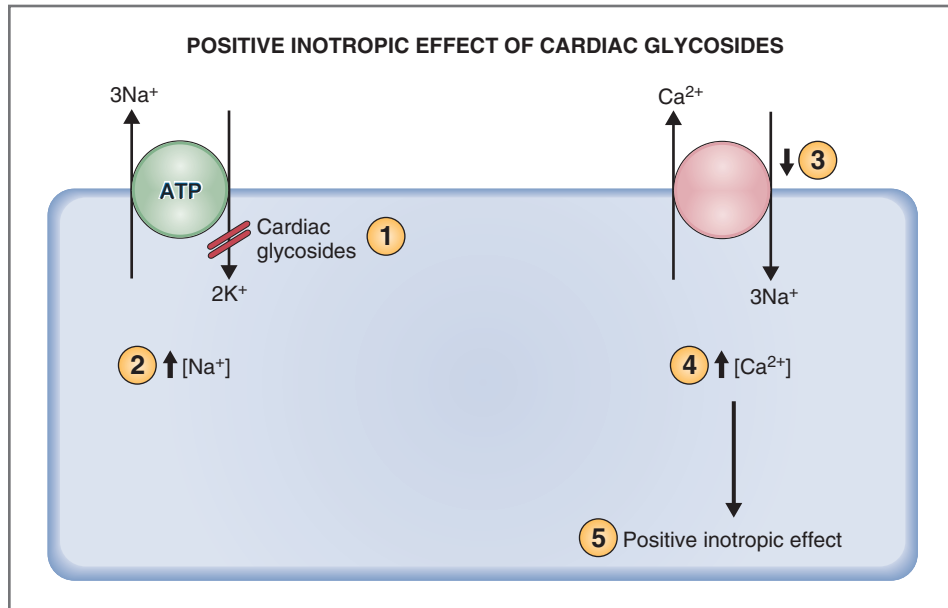 POSITIVE INOTROPIC EFFECT OF CARDIAC GLYCOSIDES
3Na⁺
Ca²⁺
3
ATP
Cardiac
glycosides
1
2K⁺
3Na⁺
2 [Na⁺]
4 [Ca²⁺]
5 Positive inotropic effect